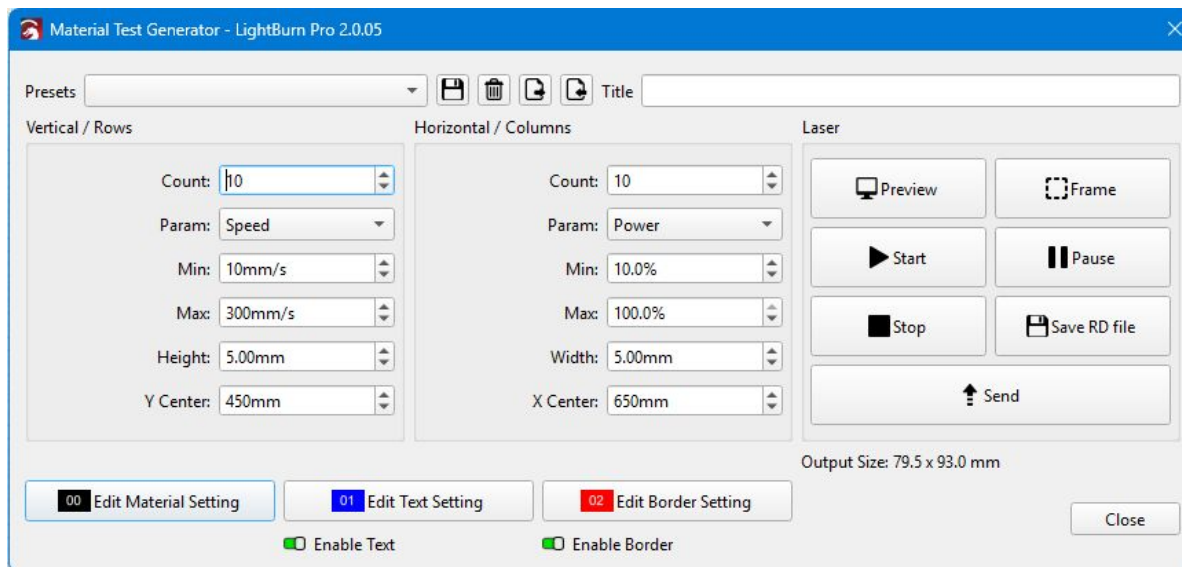 Material Test Generator - LightBurn Pro 2.0.05
Presets Title
Vertical / Rows
Count: 10
Param: Speed
Min: 10mm/s
Max: 300mm/s
Height: 5.00mm
Y Center: 450mm
Horizontal / Columns
Count: 10
Param: Power
Min: 10.0%
Max: 100.0%
Width: 5.00mm
X Center: 650mm
Laser
Preview Frame
Start Pause
Stop Save RD file
Send
Output Size: 79.5 x 93.0 mm
00 Edit Material Setting 01 Edit Text Setting 02 Edit Border Setting
Enable Text Enable Border
Close